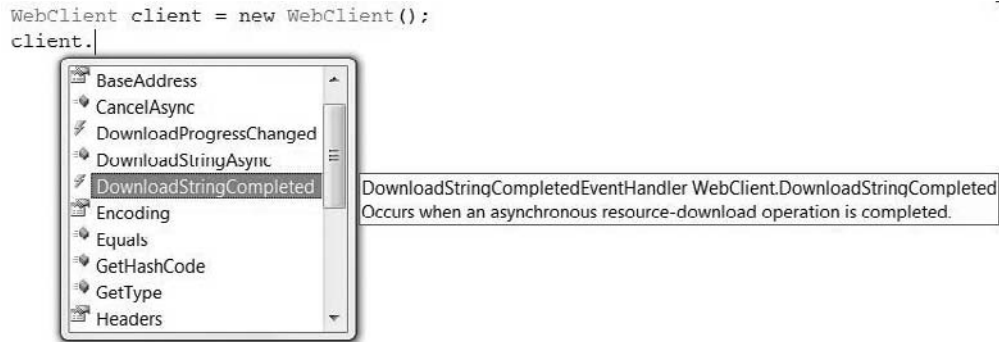 WebClient client = new WebClient();
client.
BaseAddress
CancelAsync
DownloadProgressChanged
DownloadStringAsync
DownloadStringCompleted
DownloadStringCompletedEventHandler WebClient.DownloadStringCompleted
Occurs when an asynchronous resource-download operation is completed.
Encoding
Equals
GetHashCode
GetType
Headers